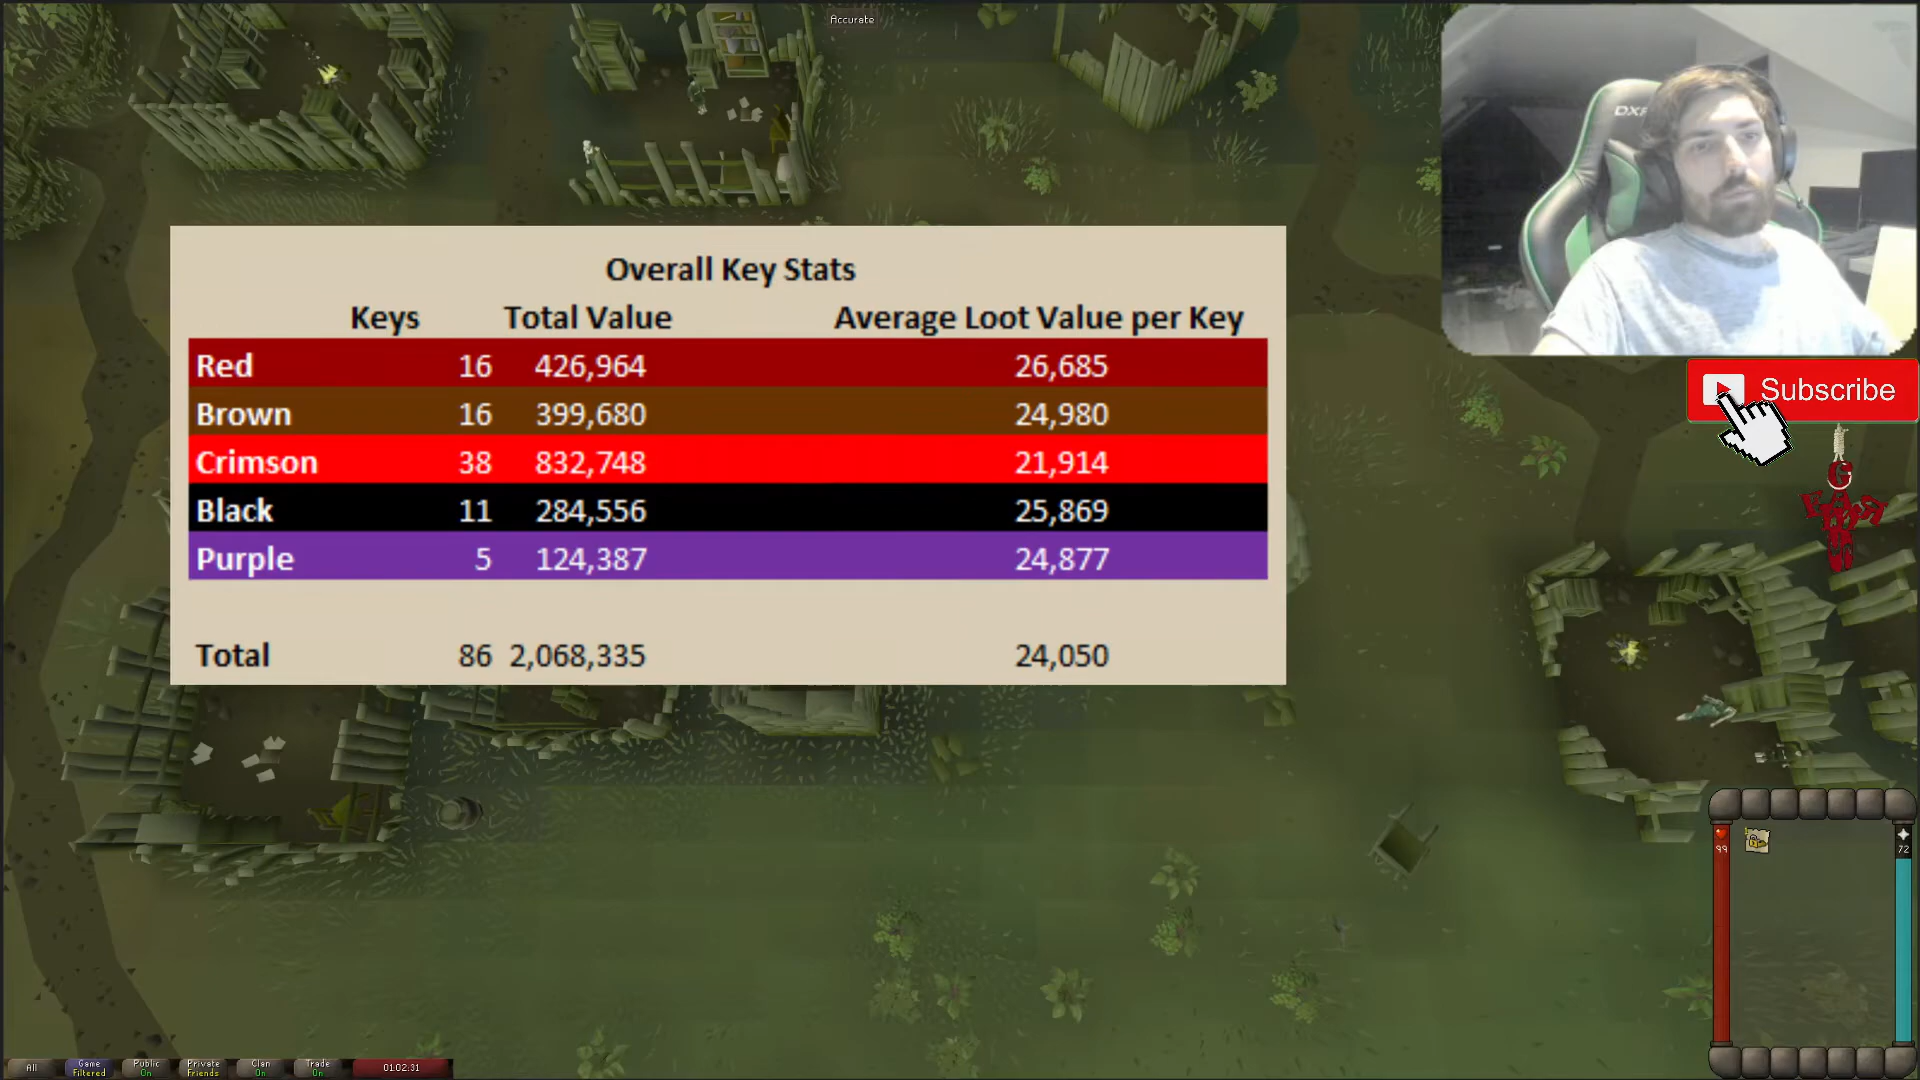 Accurate
DXR
Overall Key Stats
Keys Total Value Average Loot Value per Key
Red 16 426,964 26,685
Brown 16 399,680 24,980
Crimson 38 832,748 21,914
Black 11 284,556 25,869
Purple 5 124,387 24,877
Total 86 2,068,335 24,050
Subscribe
99 72
All Game Filtered Public On Private Friends Clan On Trade On 01:02:31